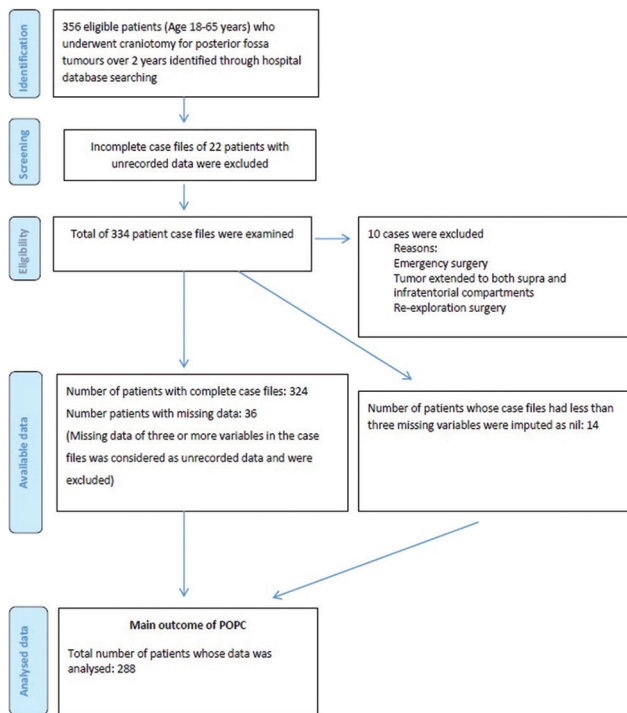 Identification
356 eligible patients (Age 18-65 years) who
underwent craniotomy for posterior fossa
tumours over 2 years identified through hospital
database searching
Screening
Incomplete case files of 22 patients with
unrecorded data were excluded
Eligibility
Total of 334 patient case files were examined
10 cases were excluded
Reasons:
Emergency surgery
Tumor extended to both supra and
infratentorial compartments
Re-exploration surgery
Available data
Number of patients with complete case files: 324
Number patients with missing data: 36
(Missing data of three or more variables in the case
files was considered as unrecorded data and were
excluded)
Number of patients whose case files had less than
three missing variables were imputed as nil: 14
Analysed data
Main outcome of POPC
Total number of patients whose data was
analysed: 288